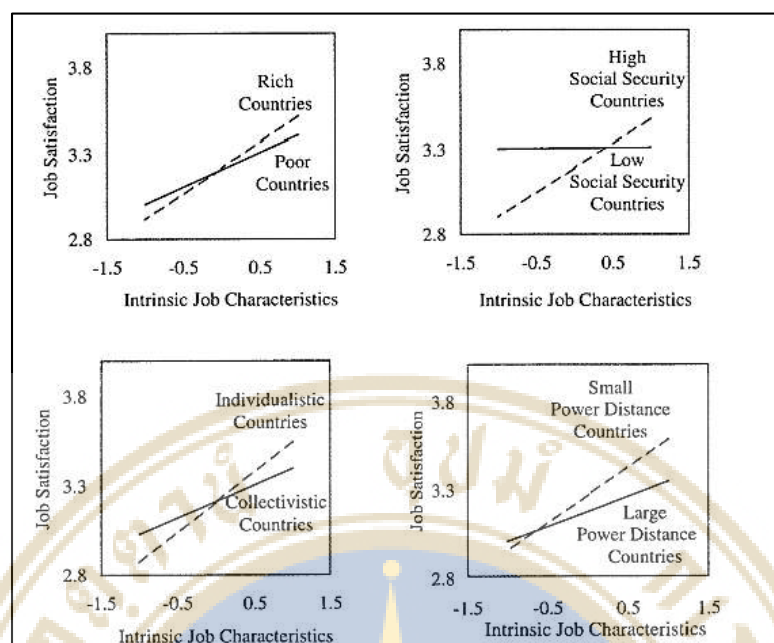 Job Satisfaction
3.8
3.3
2.8
Rich
Countries
Poor
Countries
-1.5 -0.5 0.5 1.5
Intrinsic Job Characteristics
Job Satisfaction
3.8
3.3
2.8
High
Social Security
Countries
Low
Social Security
Countries
-1.5 -0.5 0.5 1.5
Intrinsic Job Characteristics
Job Satisfaction
3.8
3.3
2.8
Individualistic
Countries
Collectivistic
Countries
-1.5 -0.5 0.5 1.5
Intrinsic Job Characteristics
Job Satisfaction
3.8
3.3
2.8
Small
Power Distance
Countries
Large
Power Distance
Countries
-1.5 -0.5 0.5 1.5
Intrinsic Job Characteristics